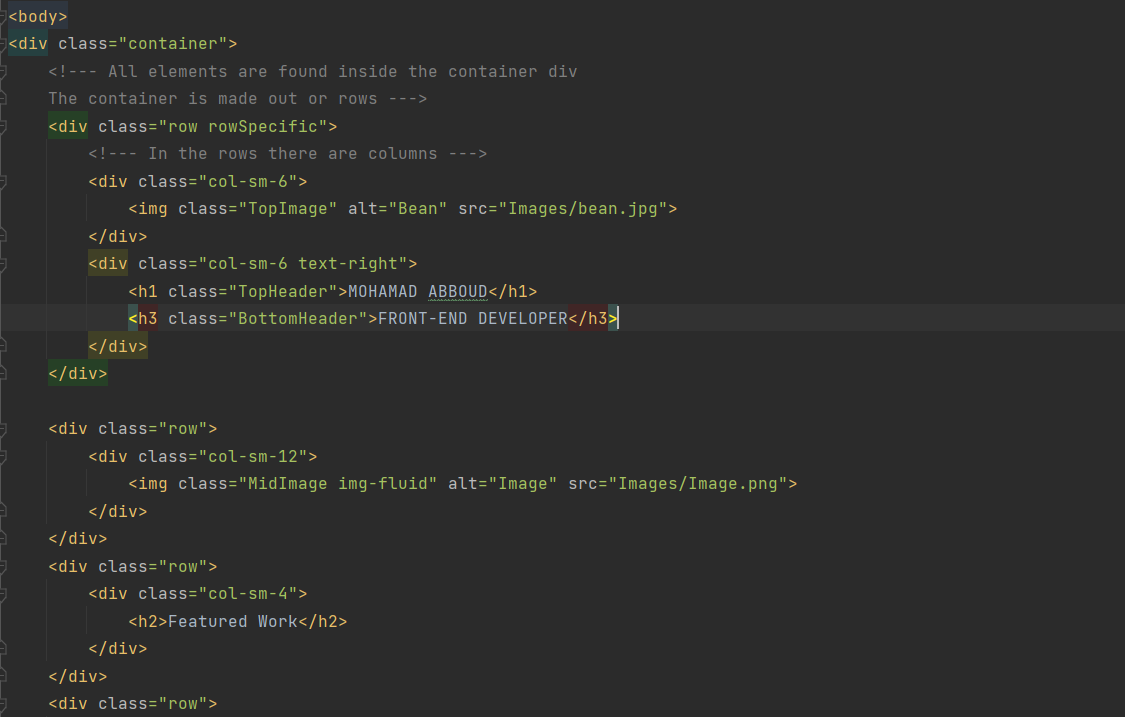 <body>
<div class="container">
    <!--- All elements are found inside the container div
    The container is made out or rows --->
    <div class="row rowSpecific">
        <!--- In the rows there are columns --->
        <div class="col-sm-6">
            <img class="TopImage" alt="Bean" src="Images/bean.jpg">
        </div>
        <div class="col-sm-6 text-right">
            <h1 class="TopHeader">MOHAMAD ABBOUD</h1>
            <h3 class="BottomHeader">FRONT-END DEVELOPER</h3>
        </div>
    </div>

    <div class="row">
        <div class="col-sm-12">
            <img class="MidImage img-fluid" alt="Image" src="Images/Image.png">
        </div>
    </div>
    <div class="row">
        <div class="col-sm-4">
            <h2>Featured Work</h2>
        </div>
    </div>
    <div class="row">